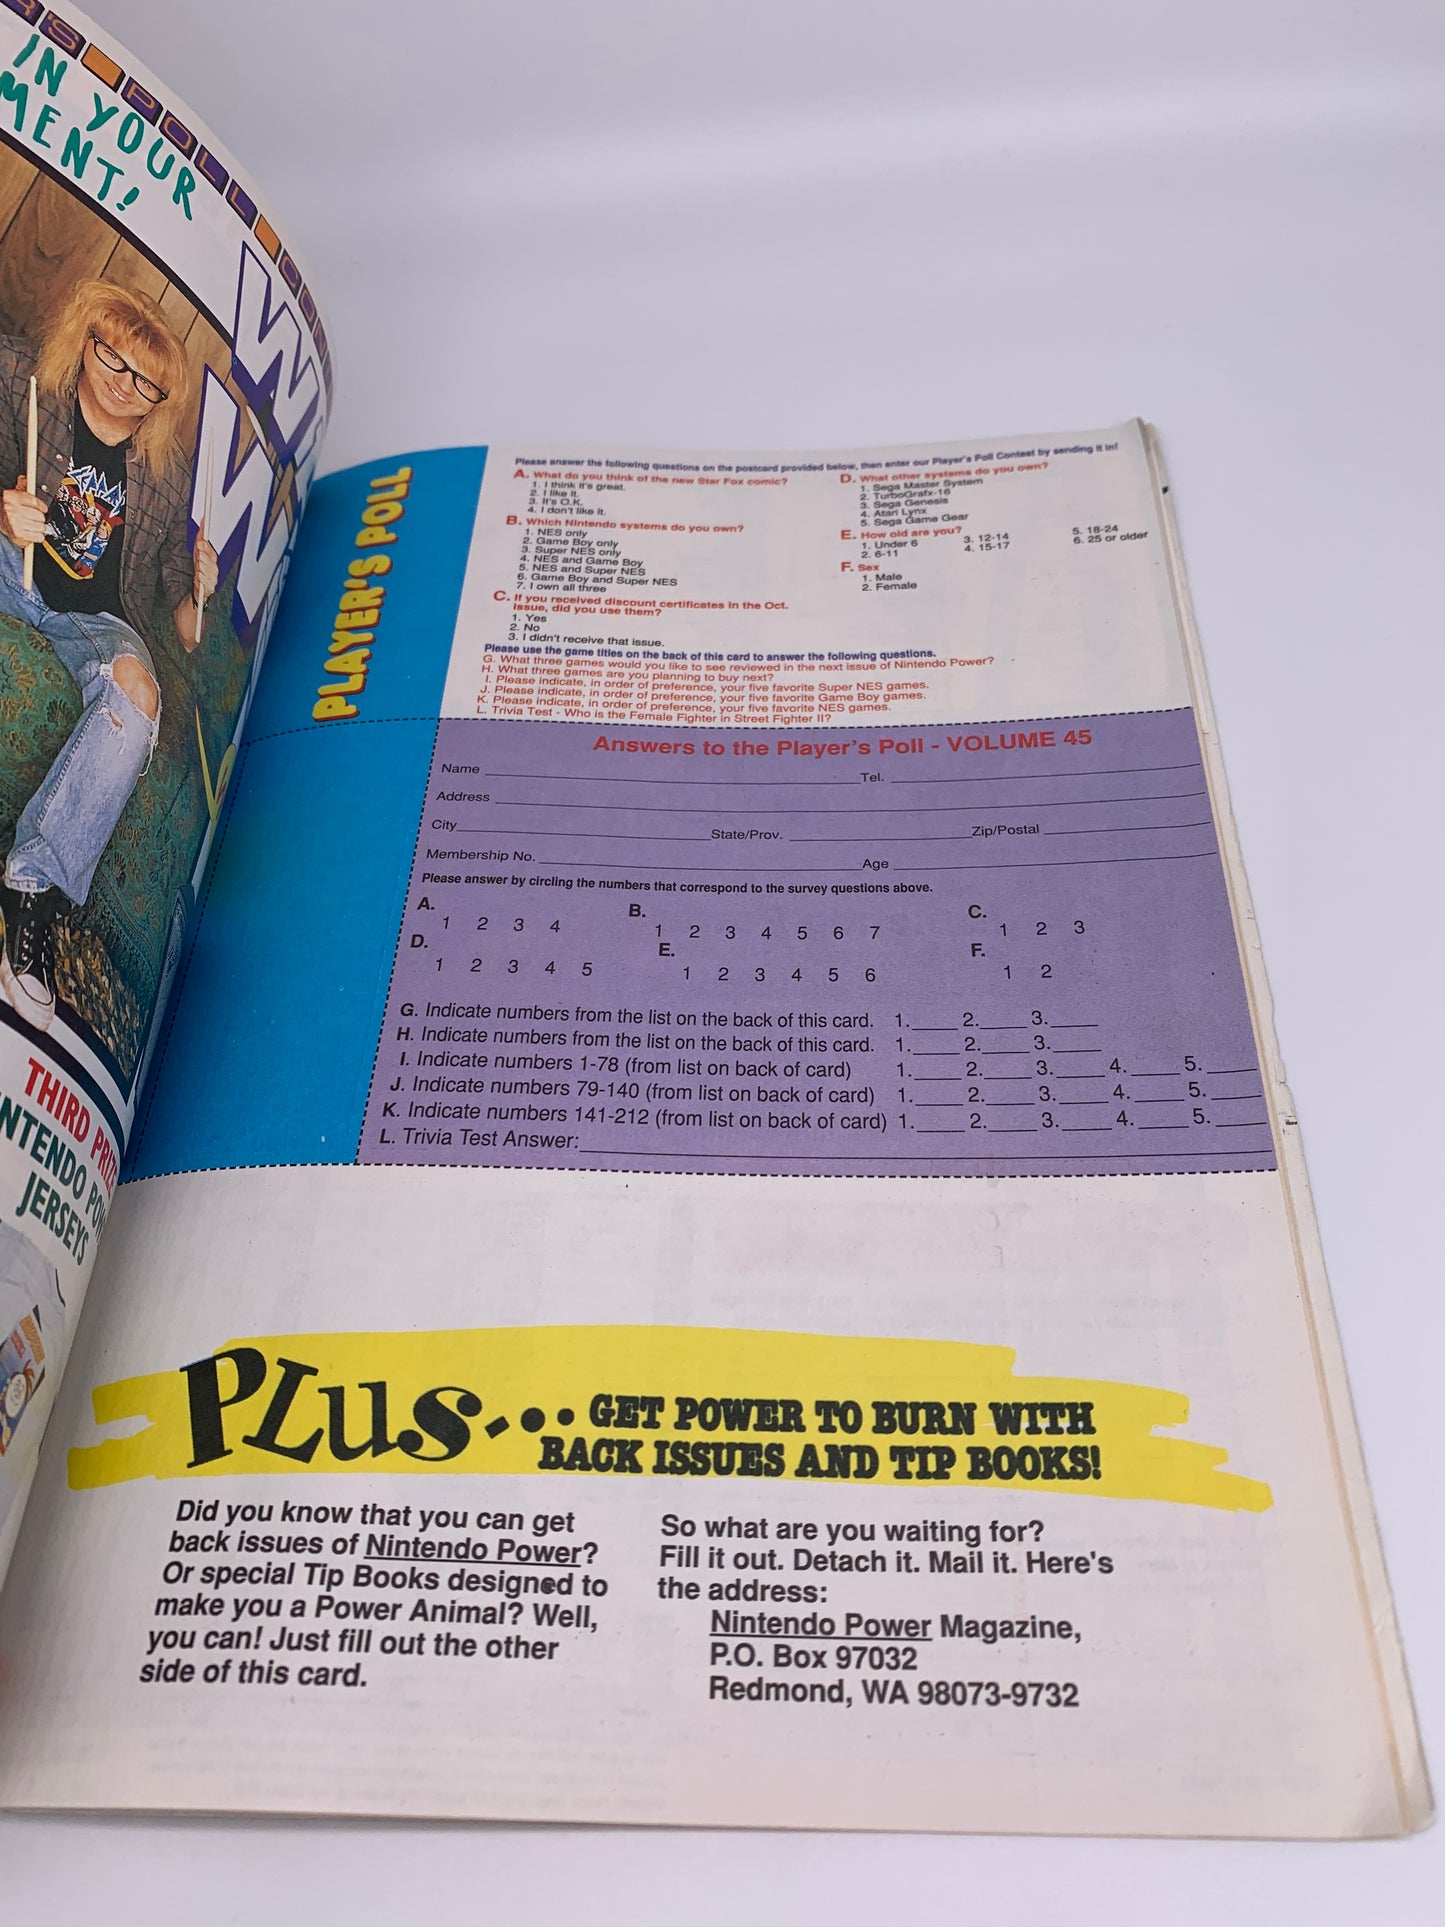 IN YOUR
MENT!
THIRD
JERSEYS
PLAYER'S POLL
Please answer the following questions on the postcard provided below, then enter our Player's Poll Contest by sending it in!
A. What do you think of the new Star Fox comic?
1. I think it's great.
2. I like it.
3. It's O.K.
4. I don't like it.
B. Which Nintendo systems do you own?
1. NES only
2. Game Boy only
3. Super NES only
4. NES and Game Boy
5. NES and Super NES
6. Game Boy and Super NES
7. I own all three
C. If you received discount certificates in the Oct.
issue, did you use them?
1. Yes
2. No
3. I didn't receive that issue.
D. What other systems do you own?
1. Sega Master System
2. TurboGrafx-16
3. Sega Genesis
4. Atari Lynx
5. Sega Game Gear
E. How old are you?
1. Under 6 3. 12-14 5. 18-24
2. 6-11 4. 15-17 6. 25 or older
F. Sex
1. Male
2. Female
Please use the game titles on the back of this card to answer the following questions.
G. What three games would you like to see reviewed in the next issue of Nintendo Power?
H. What three games are you planning to buy next?
I. Please indicate, in order of preference, your five favorite Super NES games.
J. Please indicate, in order of preference, your five favorite Game Boy games.
K. Please indicate, in order of preference, your five favorite NES games.
L. Trivia Test - Who is the Female Fighter in Street Fighter II?
Answers to the Player's Poll - VOLUME 45
Name Tel.
Address
City State/Prov. Zip/Postal
Membership No. Age
Please answer by circling the numbers that correspond to the survey questions above.
A. B. C.
1 2 3 4 1 2 3 4 5 6 7 1 2 3
D. E. F.
1 2 3 4 5 1 2 3 4 5 6 1 2
G. Indicate numbers from the list on the back of this card. 1. 2. 3.
H. Indicate numbers from the list on the back of this card. 1. 2. 3.
I. Indicate numbers 1-78 (from list on back of card) 1. 2. 3. 4. 5.
J. Indicate numbers 79-140 (from list on back of card) 1. 2. 3. 4. 5.
K. Indicate numbers 141-212 (from list on back of card) 1. 2. 3. 4. 5.
L. Trivia Test Answer:
PLus... GET POWER TO BURN WITH
BACK ISSUES AND TIP BOOKS!
Did you know that you can get
back issues of Nintendo Power?
Or special Tip Books designed to
make you a Power Animal? Well,
you can! Just fill out the other
side of this card.
So what are you waiting for?
Fill it out. Detach it. Mail it. Here's
the address:
Nintendo Power Magazine,
P.O. Box 97032
Redmond, WA 98073-9732